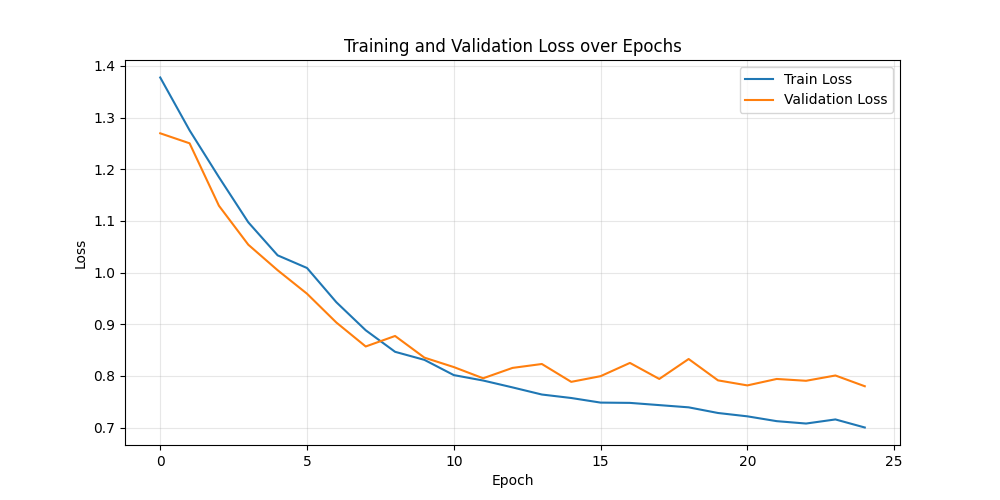 Training and Validation Loss over Epochs
Train Loss
Validation Loss
1.4
1.3
1.2
1.1
1.0
0.9
0.8
0.7
Loss
0 5 10 15 20 25
Epoch